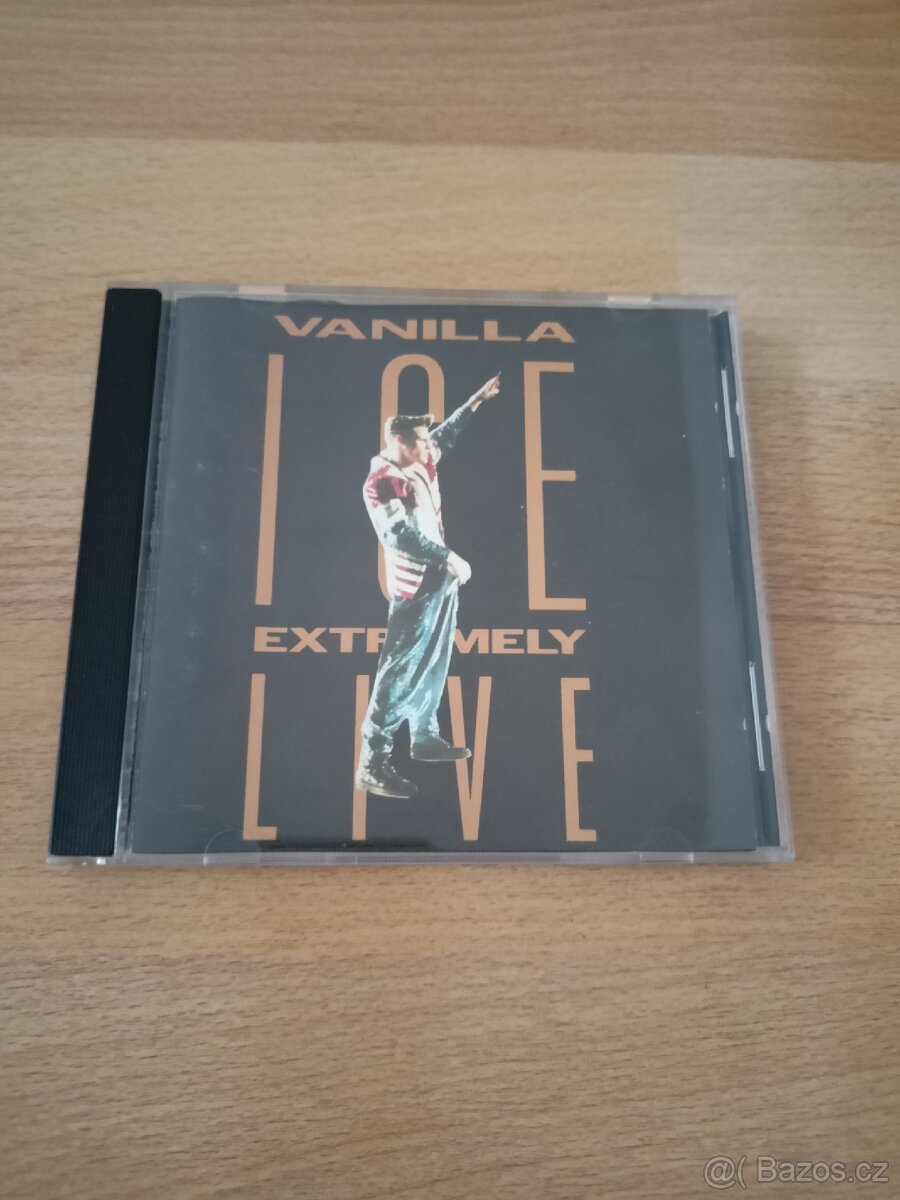 VANILLA
ICE
EXTREMELY
LIVE
@( Bazos.cz